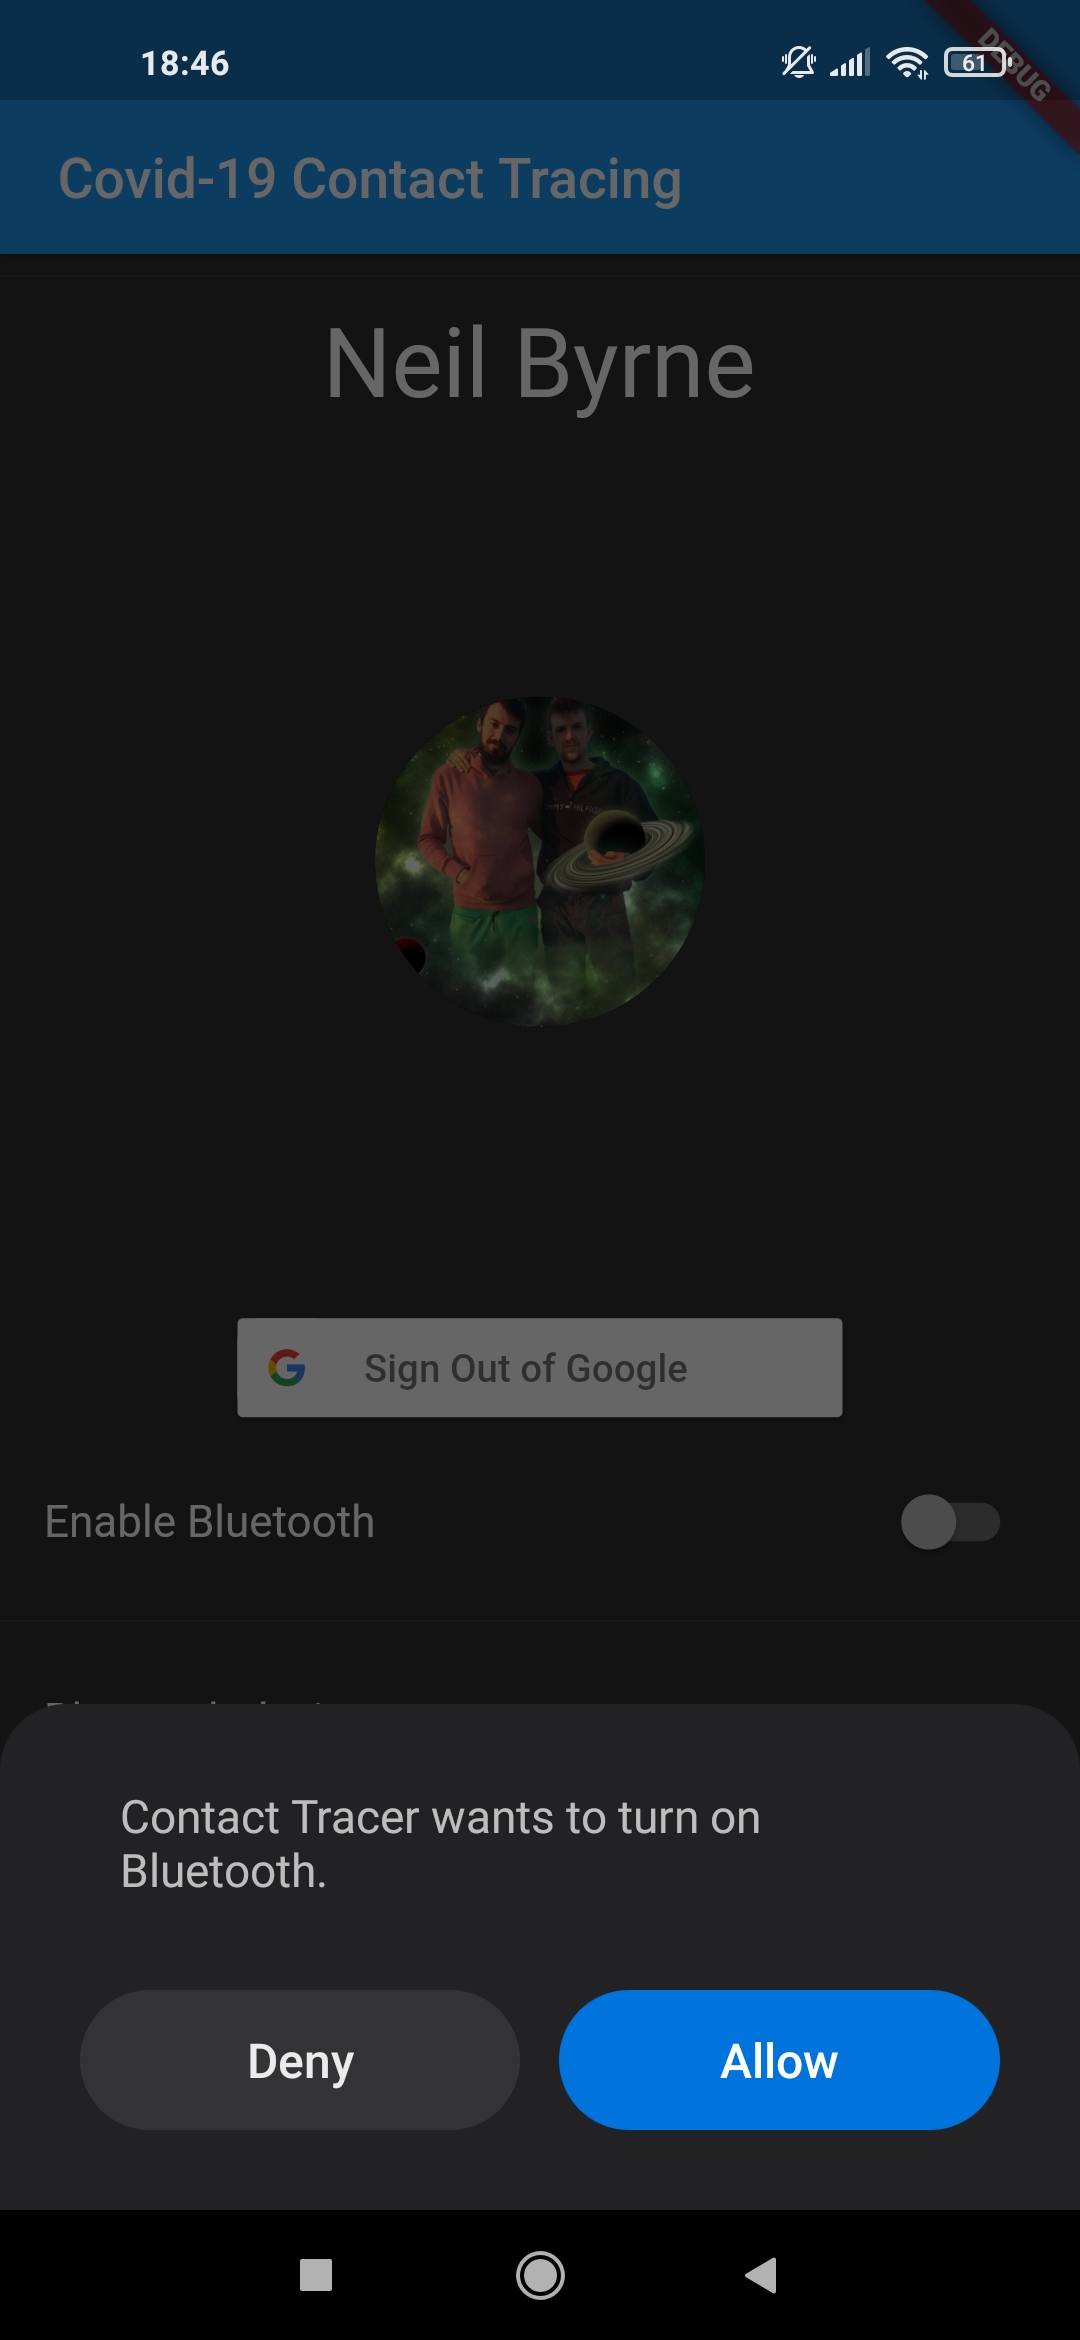 18:46
61
DEBUG
Covid-19 Contact Tracing
Neil Byrne
Sign Out of Google
Enable Bluetooth
Contact Tracer wants to turn on
Bluetooth.
Deny
Allow